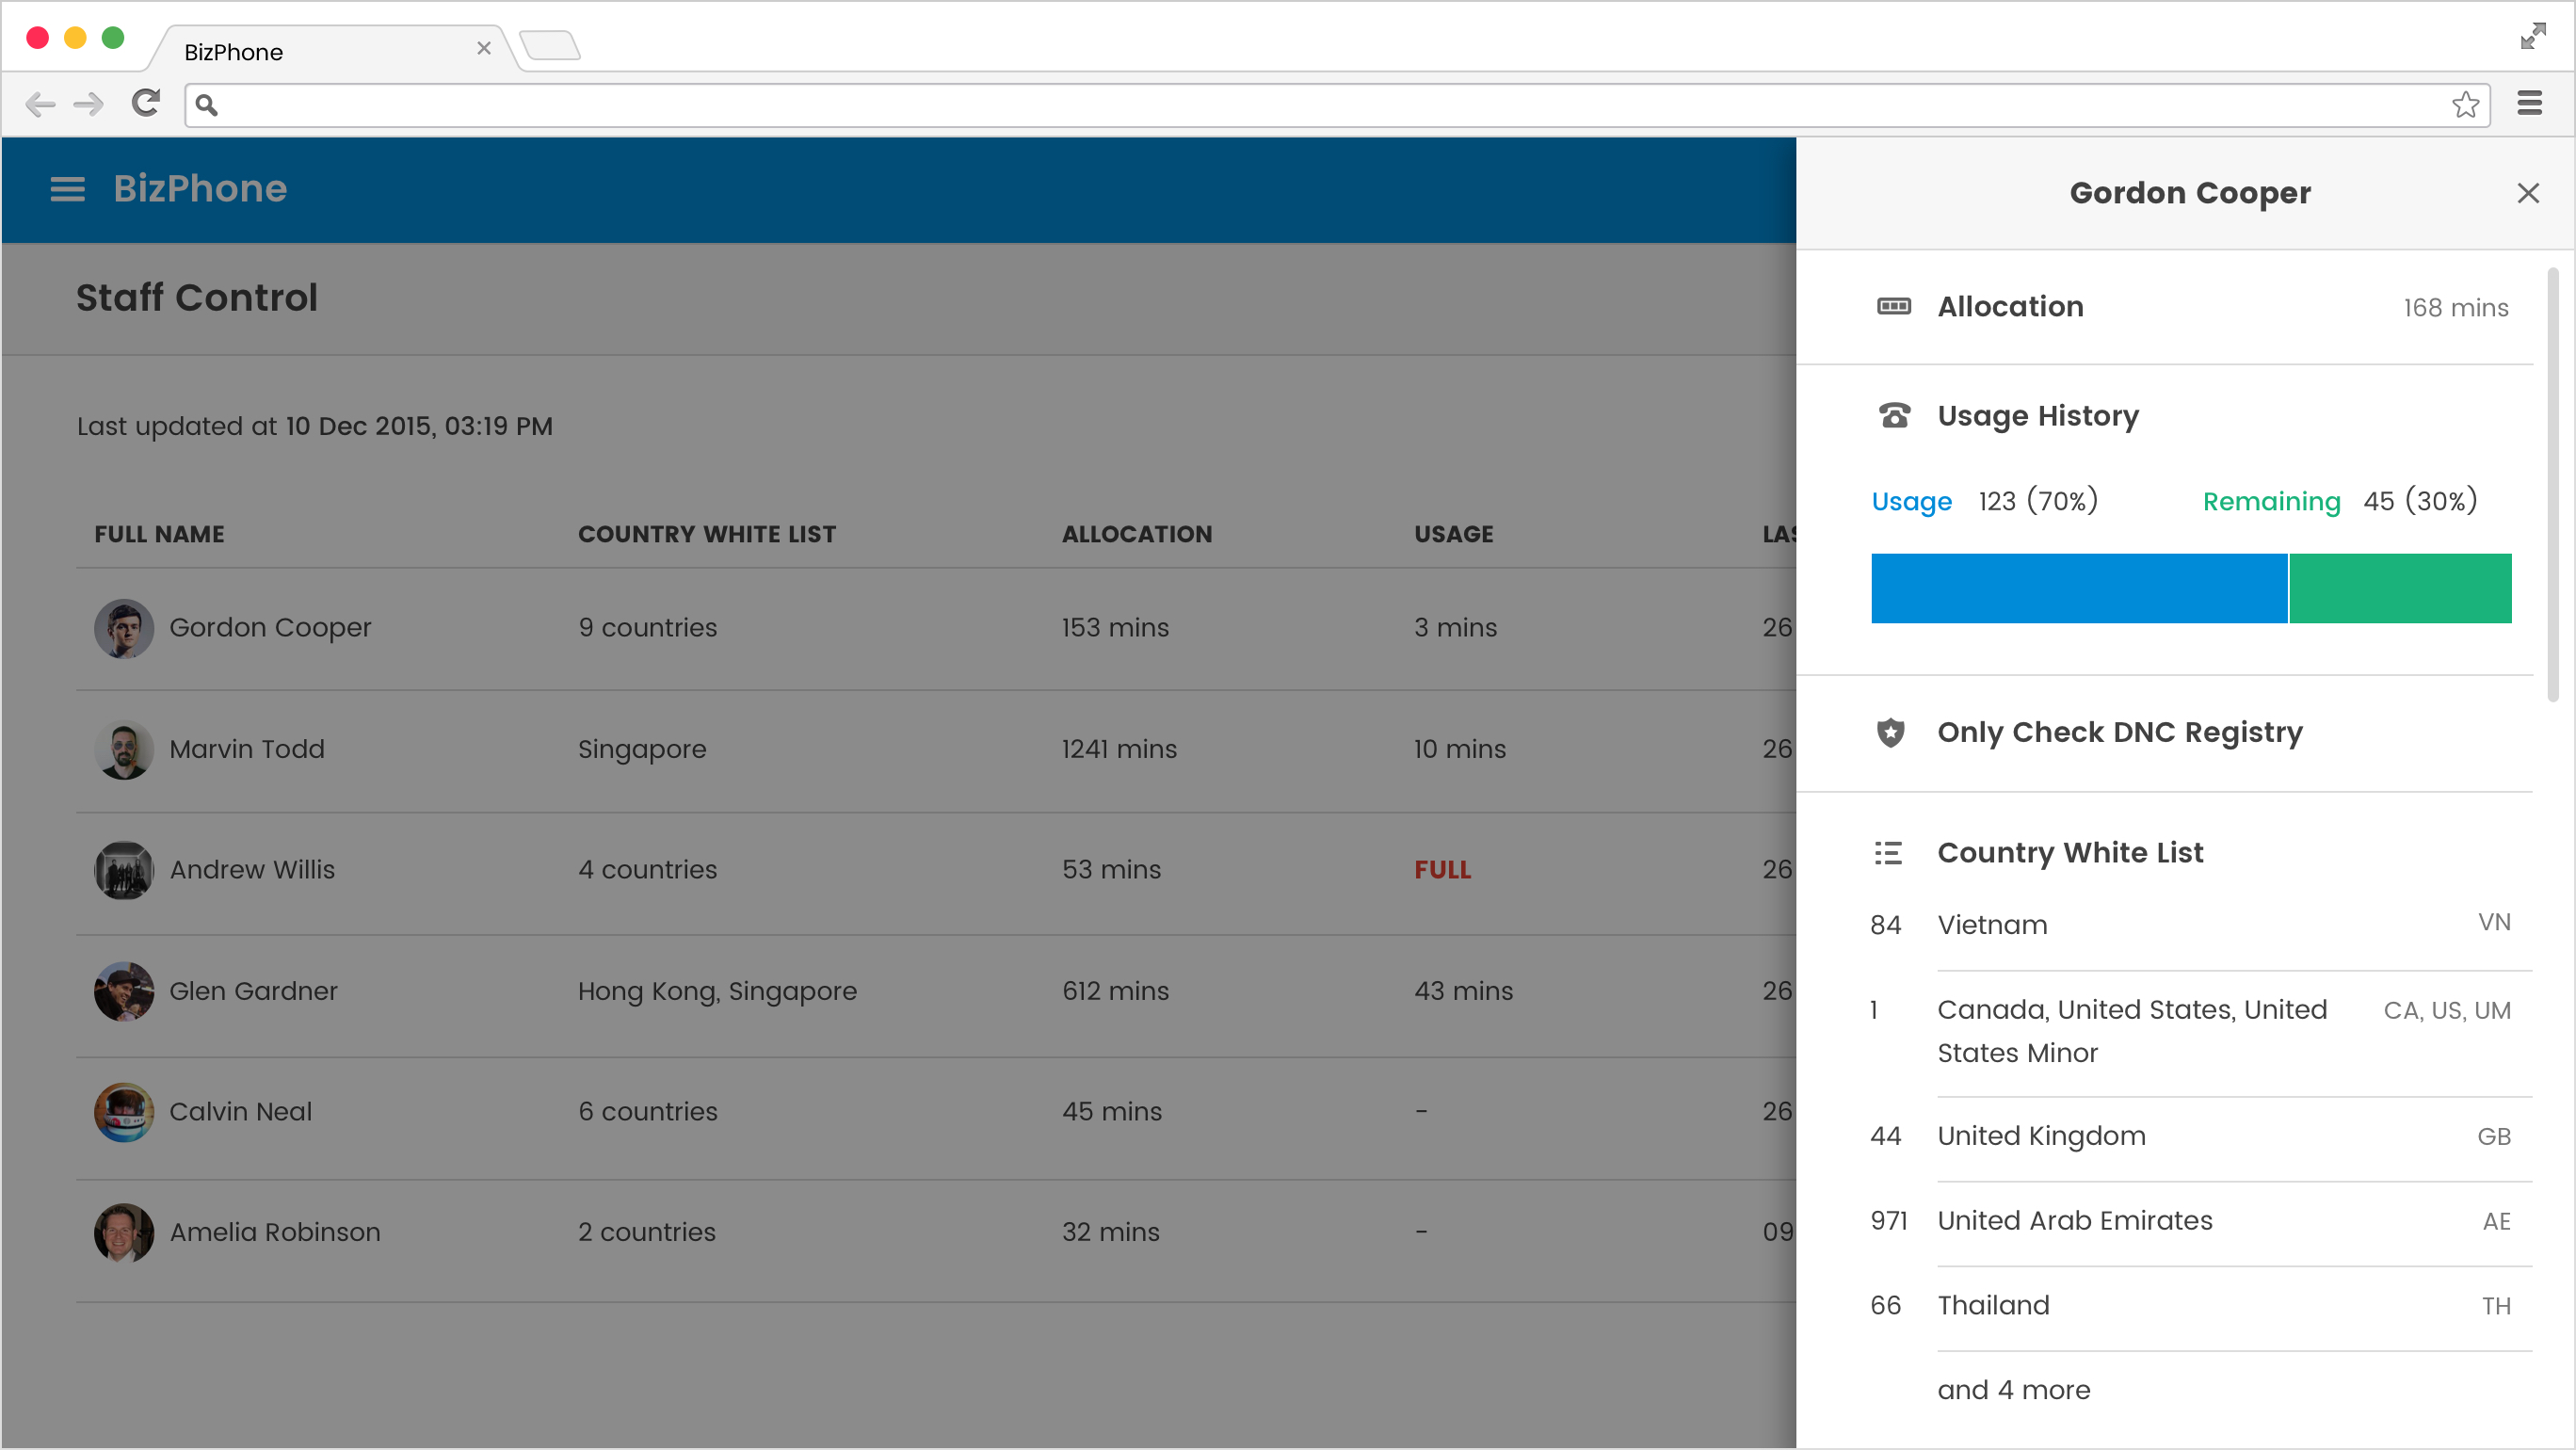 BizPhone
BizPhone
Staff Control
Last updated at 10 Dec 2015, 03:19 PM
FULL NAME COUNTRY WHITE LIST ALLOCATION USAGE LAS
Gordon Cooper 9 countries 153 mins 3 mins 26
Marvin Todd Singapore 1241 mins 10 mins 26
Andrew Willis 4 countries 53 mins FULL 26
Glen Gardner Hong Kong, Singapore 612 mins 43 mins 26
Calvin Neal 6 countries 45 mins - 26
Amelia Robinson 2 countries 32 mins - 09
Gordon Cooper
Allocation 168 mins
Usage History
Usage 123 (70%) Remaining 45 (30%)
Only Check DNC Registry
Country White List
84 Vietnam VN
1 Canada, United States, United CA, US, UM
States Minor
44 United Kingdom GB
971 United Arab Emirates AE
66 Thailand TH
and 4 more